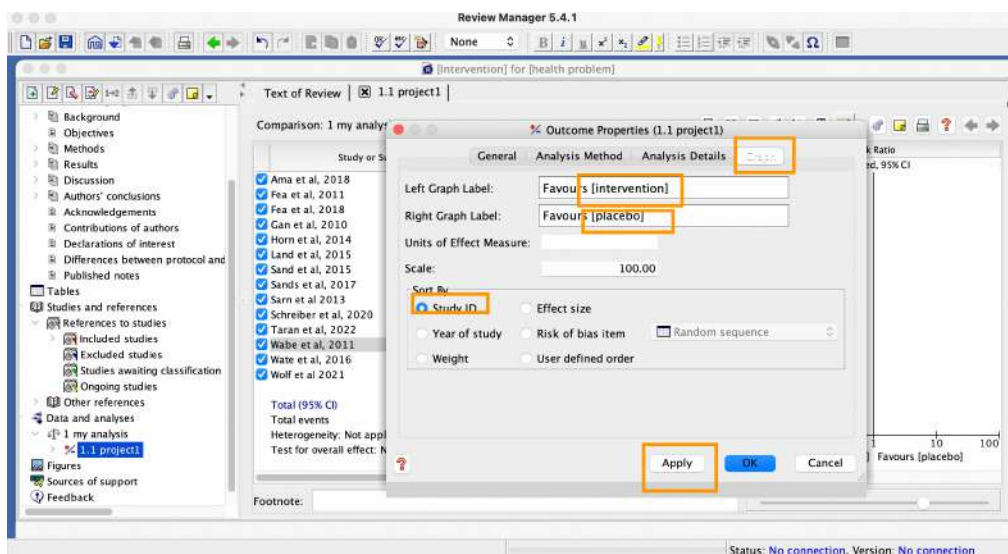 Review Manager 5.4.1
None
B i u x² x₂ Ω
[Intervention] for [health problem]
Text of Review 1.1 project1
Background
Objectives
Methods
Results
Discussion
Authors' conclusions
Acknowledgements
Contributions of authors
Declarations of interest
Differences between protocol and
Published notes
Tables
Studies and references
References to studies
Included studies
Excluded studies
Studies awaiting classification
Ongoing studies
Other references
Data and analyses
1 my analysis
1.1 project1
Figures
Sources of support
Feedback
Comparison: 1 my analys
Study or Su
Ama et al, 2018
Fea et al, 2011
Fea et al, 2018
Gan et al, 2010
Horn et al, 2014
Land et al, 2015
Sand et al, 2015
Sands et al, 2017
Sarn et al 2013
Schreiber et al, 2020
Taran et al, 2022
Wabe et al, 2011
Wate et al, 2016
Wolf et al 2021
Total (95% CI)
Total events
Heterogeneity: Not appl
Test for overall effect: N
Footnote:
Outcome Properties (1.1 project1)
General Analysis Method Analysis Details Graph
Left Graph Label: Favours [intervention]
Right Graph Label: Favours [placebo]
Units of Effect Measure:
Scale: 100.00
Sort By
Study ID Effect size
Year of study Risk of bias item Random sequence
Weight User defined order
? Apply OK Cancel
k Ratio
ed, 95% CI
1 10 100
Favours [placebo]
Status: No connection. Version: No connection